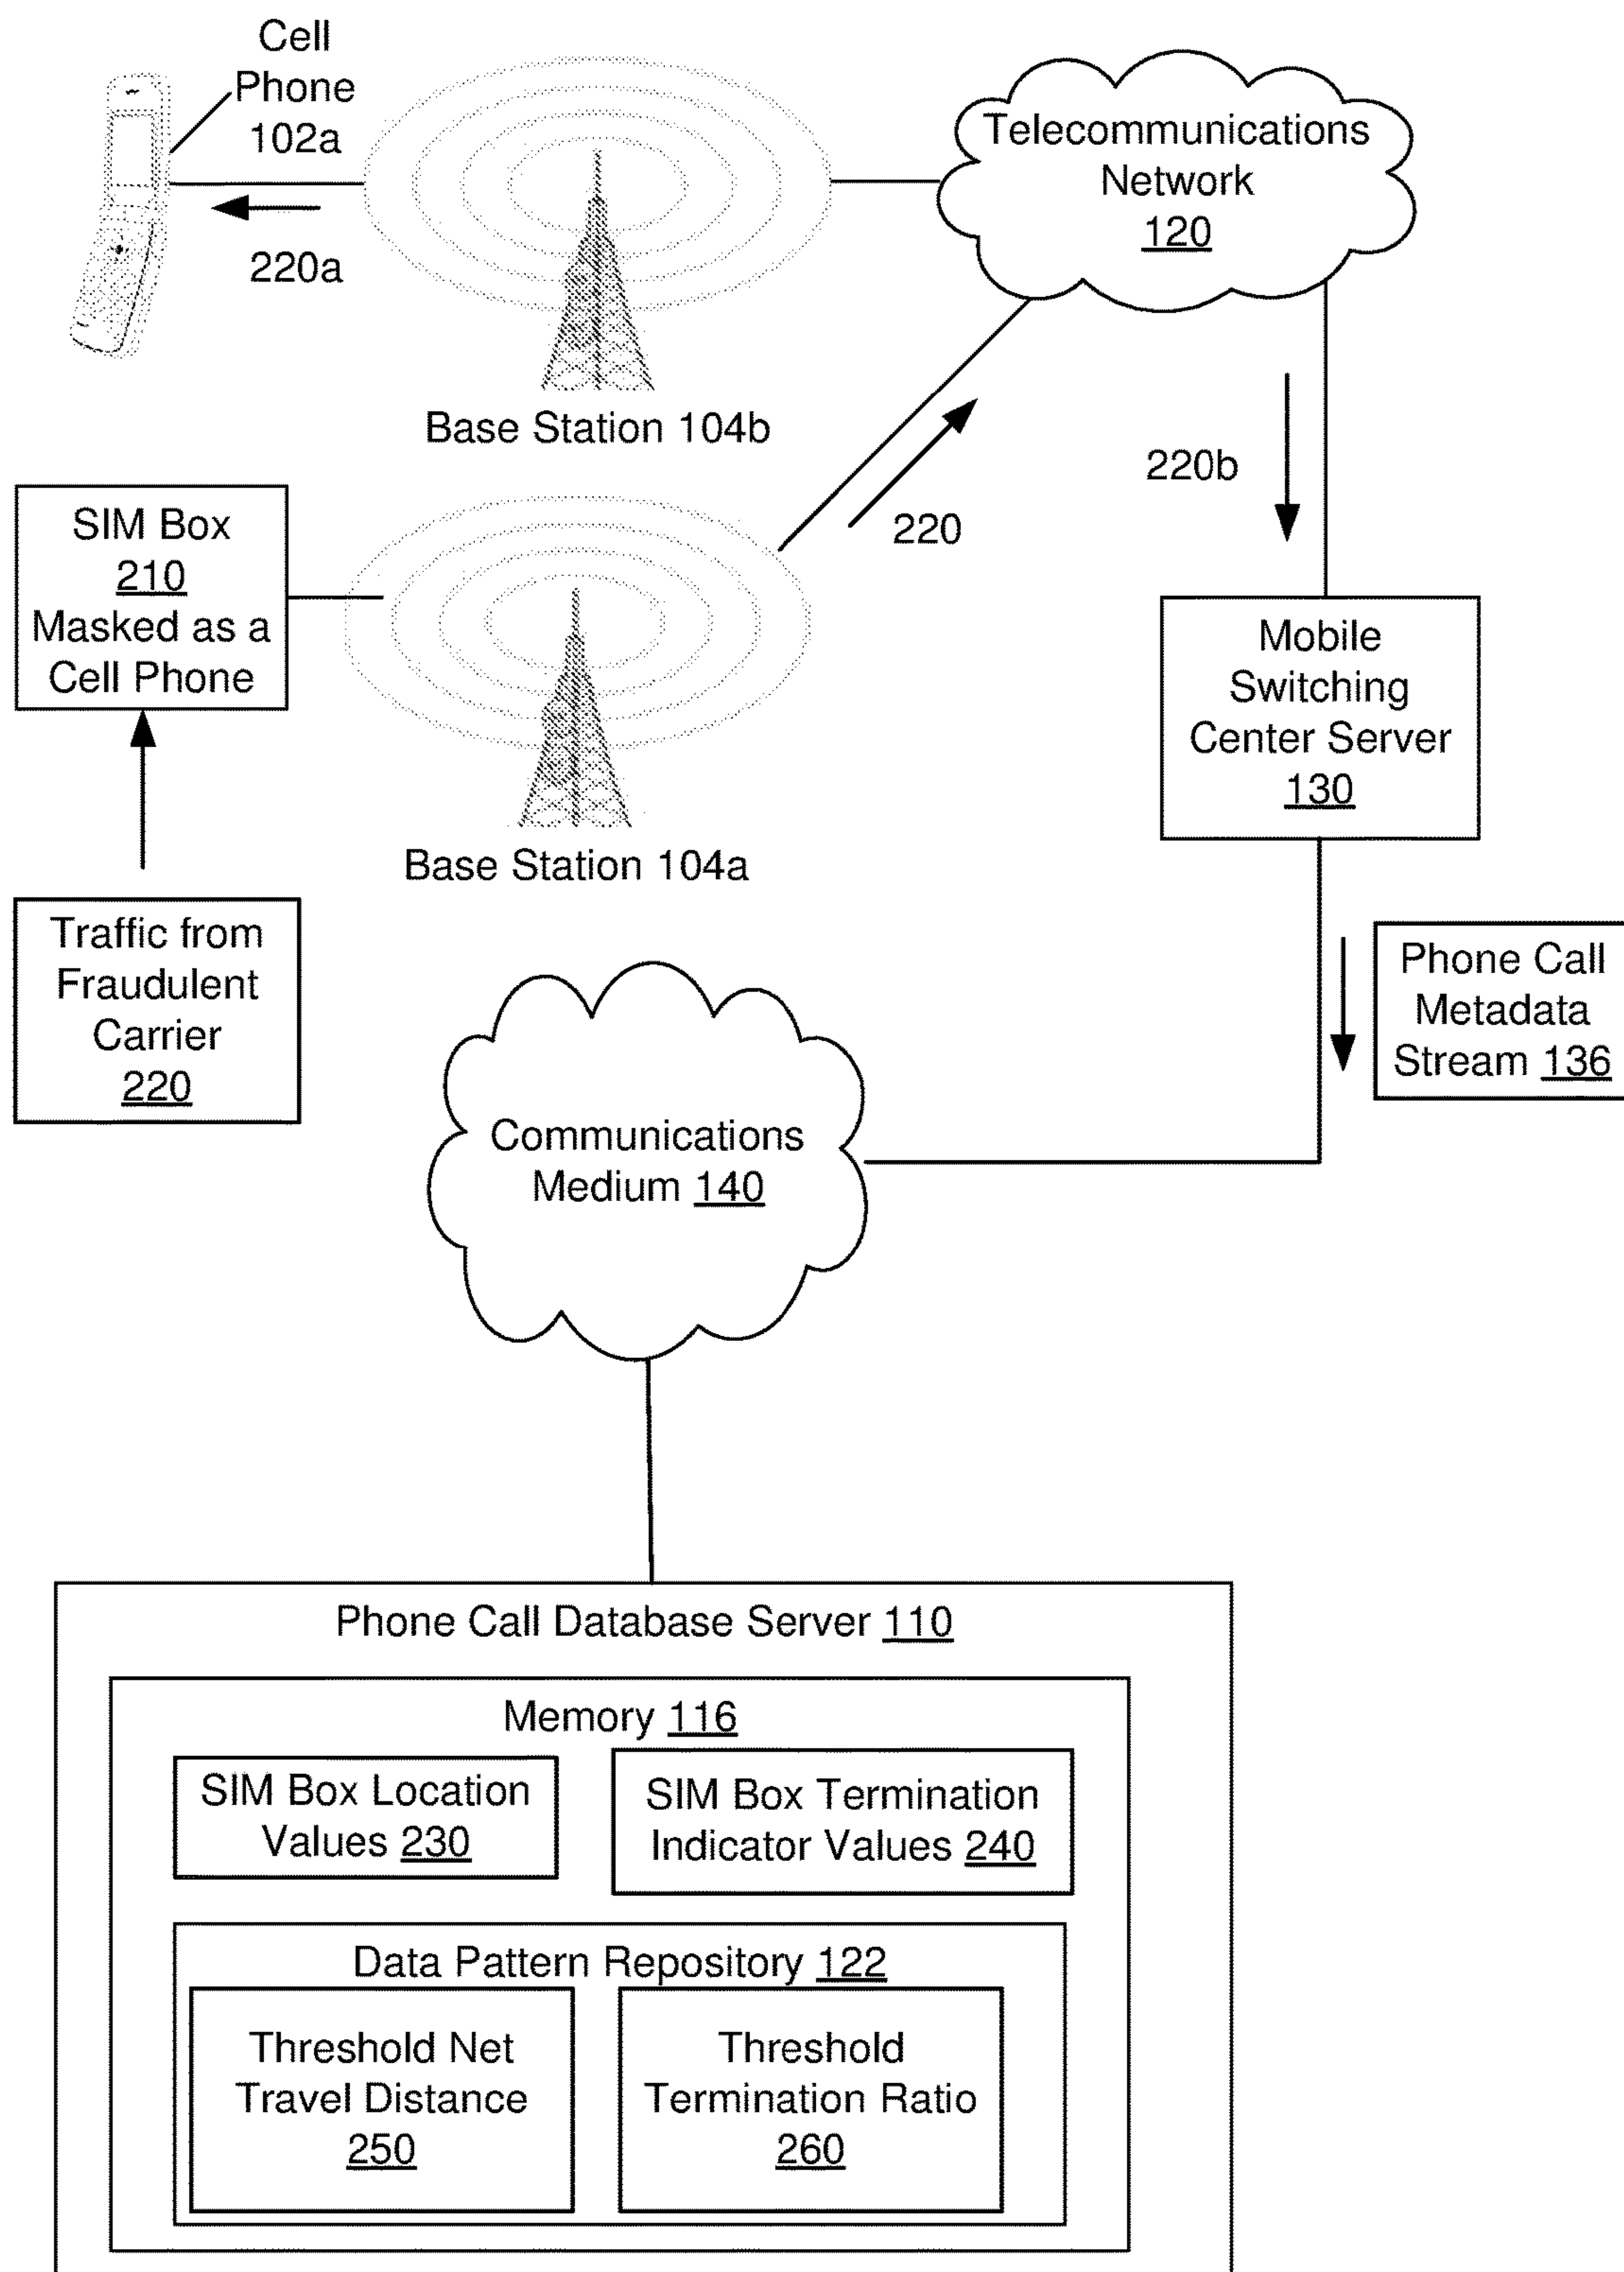 Cell
Phone
102a
Telecommunications
Network
120
220a
Base Station 104b
220b
220
SIM Box
210
Masked as a
Cell Phone
Mobile
Switching
Center Server
130
Base Station 104a
Traffic from
Fraudulent
Carrier
220
Phone Call
Metadata
Stream 136
Communications
Medium 140
Phone Call Database Server 110
Memory 116
SIM Box Location
Values 230
SIM Box Termination
Indicator Values 240
Data Pattern Repository 122
Threshold Net
Travel Distance
250
Threshold
Termination Ratio
260